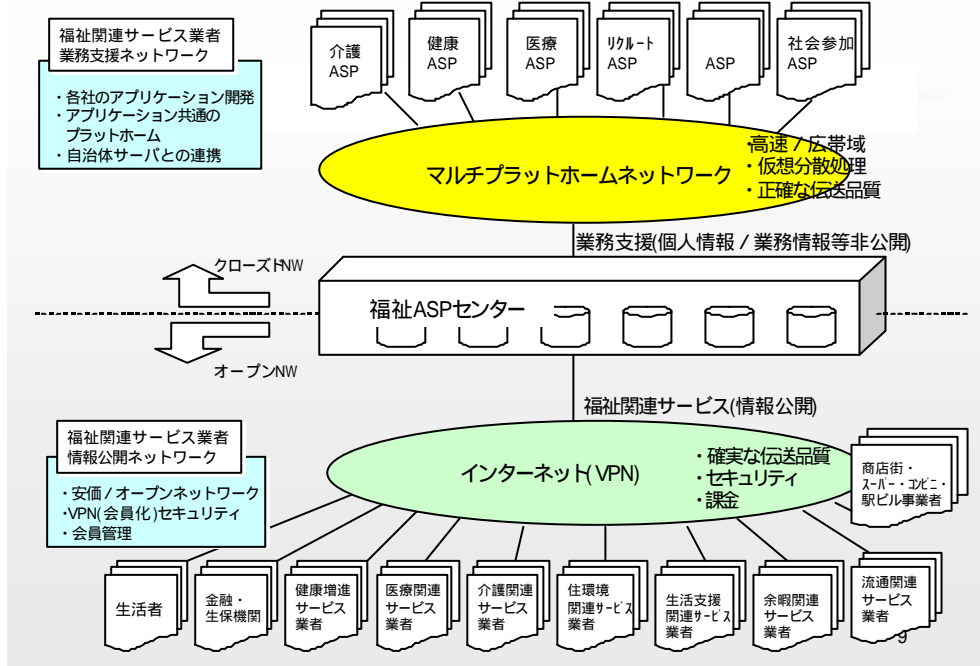 福祉関連サービス業者
業務支援ネットワーク
・各社のアプリケーション開発
・アプリケーション共通の
プラットホーム
・自治体サーバとの連携
介護
ASP
健康
ASP
医療
ASP
リクルート
ASP
ASP
社会参加
ASP
マルチプラットホームネットワーク
・高速 / 広帯域
・仮想分散処理
・正確な伝送品質
業務支援(個人情報 / 業務情報等非公開)
クローズドNW
福祉ASPセンター
オープンNW
福祉関連サービス(情報公開)
福祉関連サービス業者
情報公開ネットワーク
・安価 / オープンネットワーク
・VPN(会員化)セキュリティ
・会員管理
インターネット(VPN)
・確実な伝送品質
・セキュリティ
・課金
商店街・
スーパー・コンビニ・
駅ビル事業者
生活者
金融・
生保機関
健康増進
サービス
業者
医療関連
サービス
業者
介護関連
サービス
業者
住環境
関連サービス
業者
生活支援
関連サービス
業者
余暇関連
サービス
業者
流通関連
サービス
業者
9